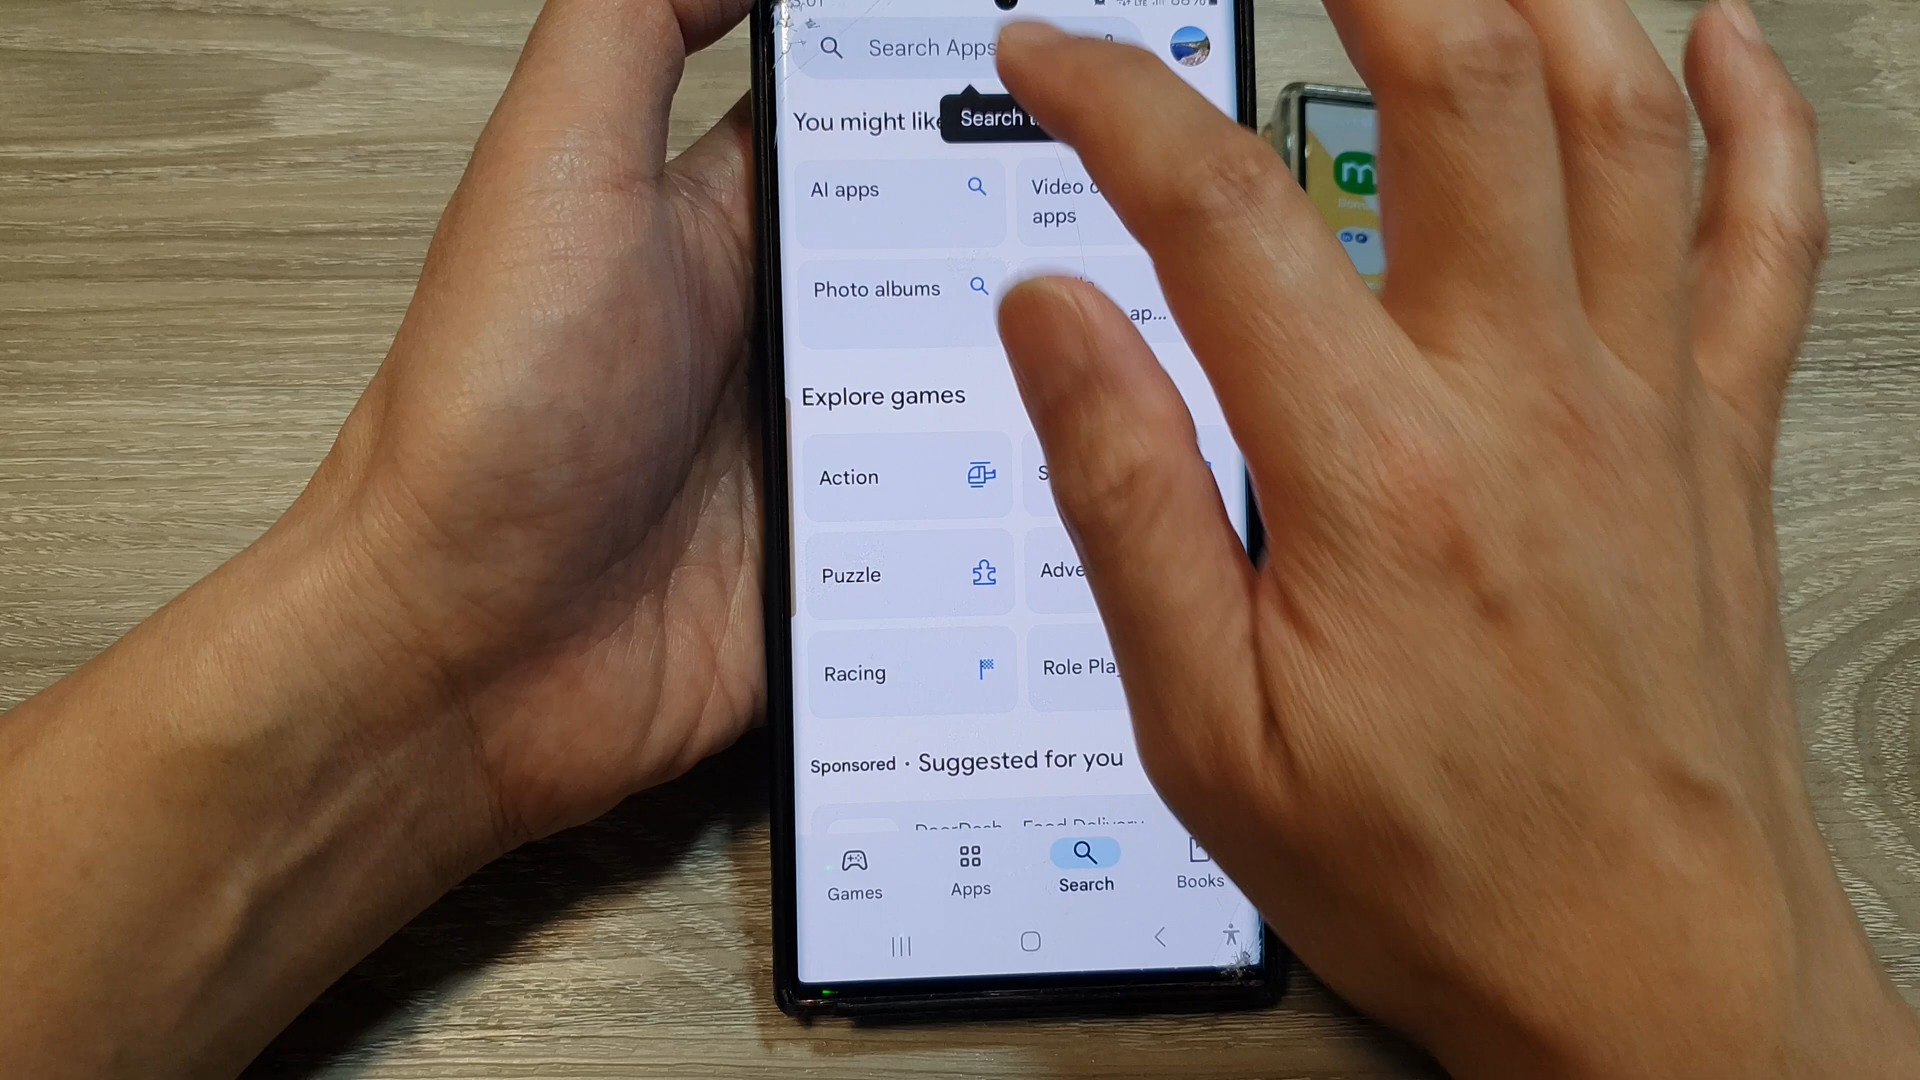 Search Apps
You might like
Search
AI apps
Video
apps
Photo albums
ap...
Explore games
Action
Puzzle
Adve
Racing
Role Pla
Sponsored • Suggested for you
Games
Apps
Search
Books
m